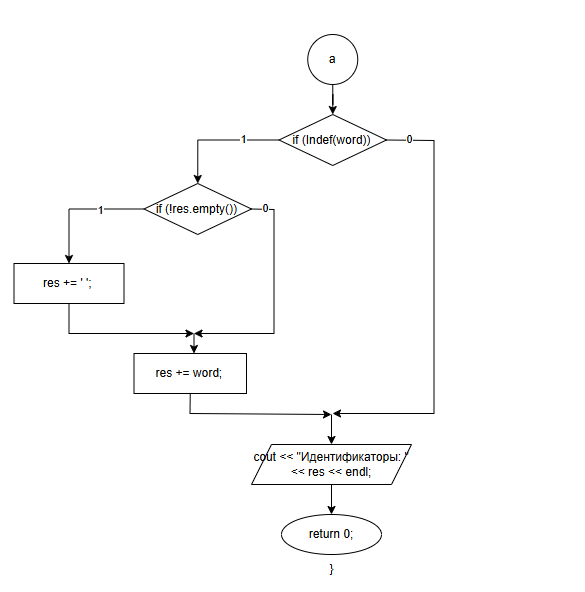 a
if (Indef(word))
1
0
if (!res.empty())
1
0
res += ' ';
res += word;
cout << "Идентификаторы: "
<< res << endl;
return 0;
}